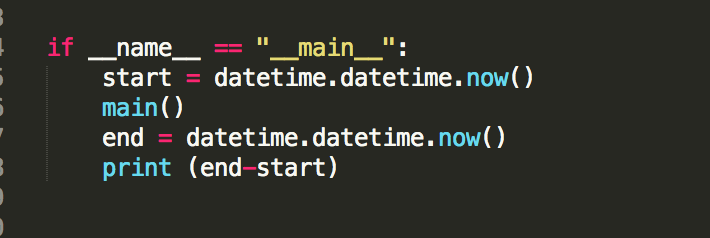 if __name__ == "__main__":
    start = datetime.datetime.now()
    main()
    end = datetime.datetime.now()
    print (end-start)